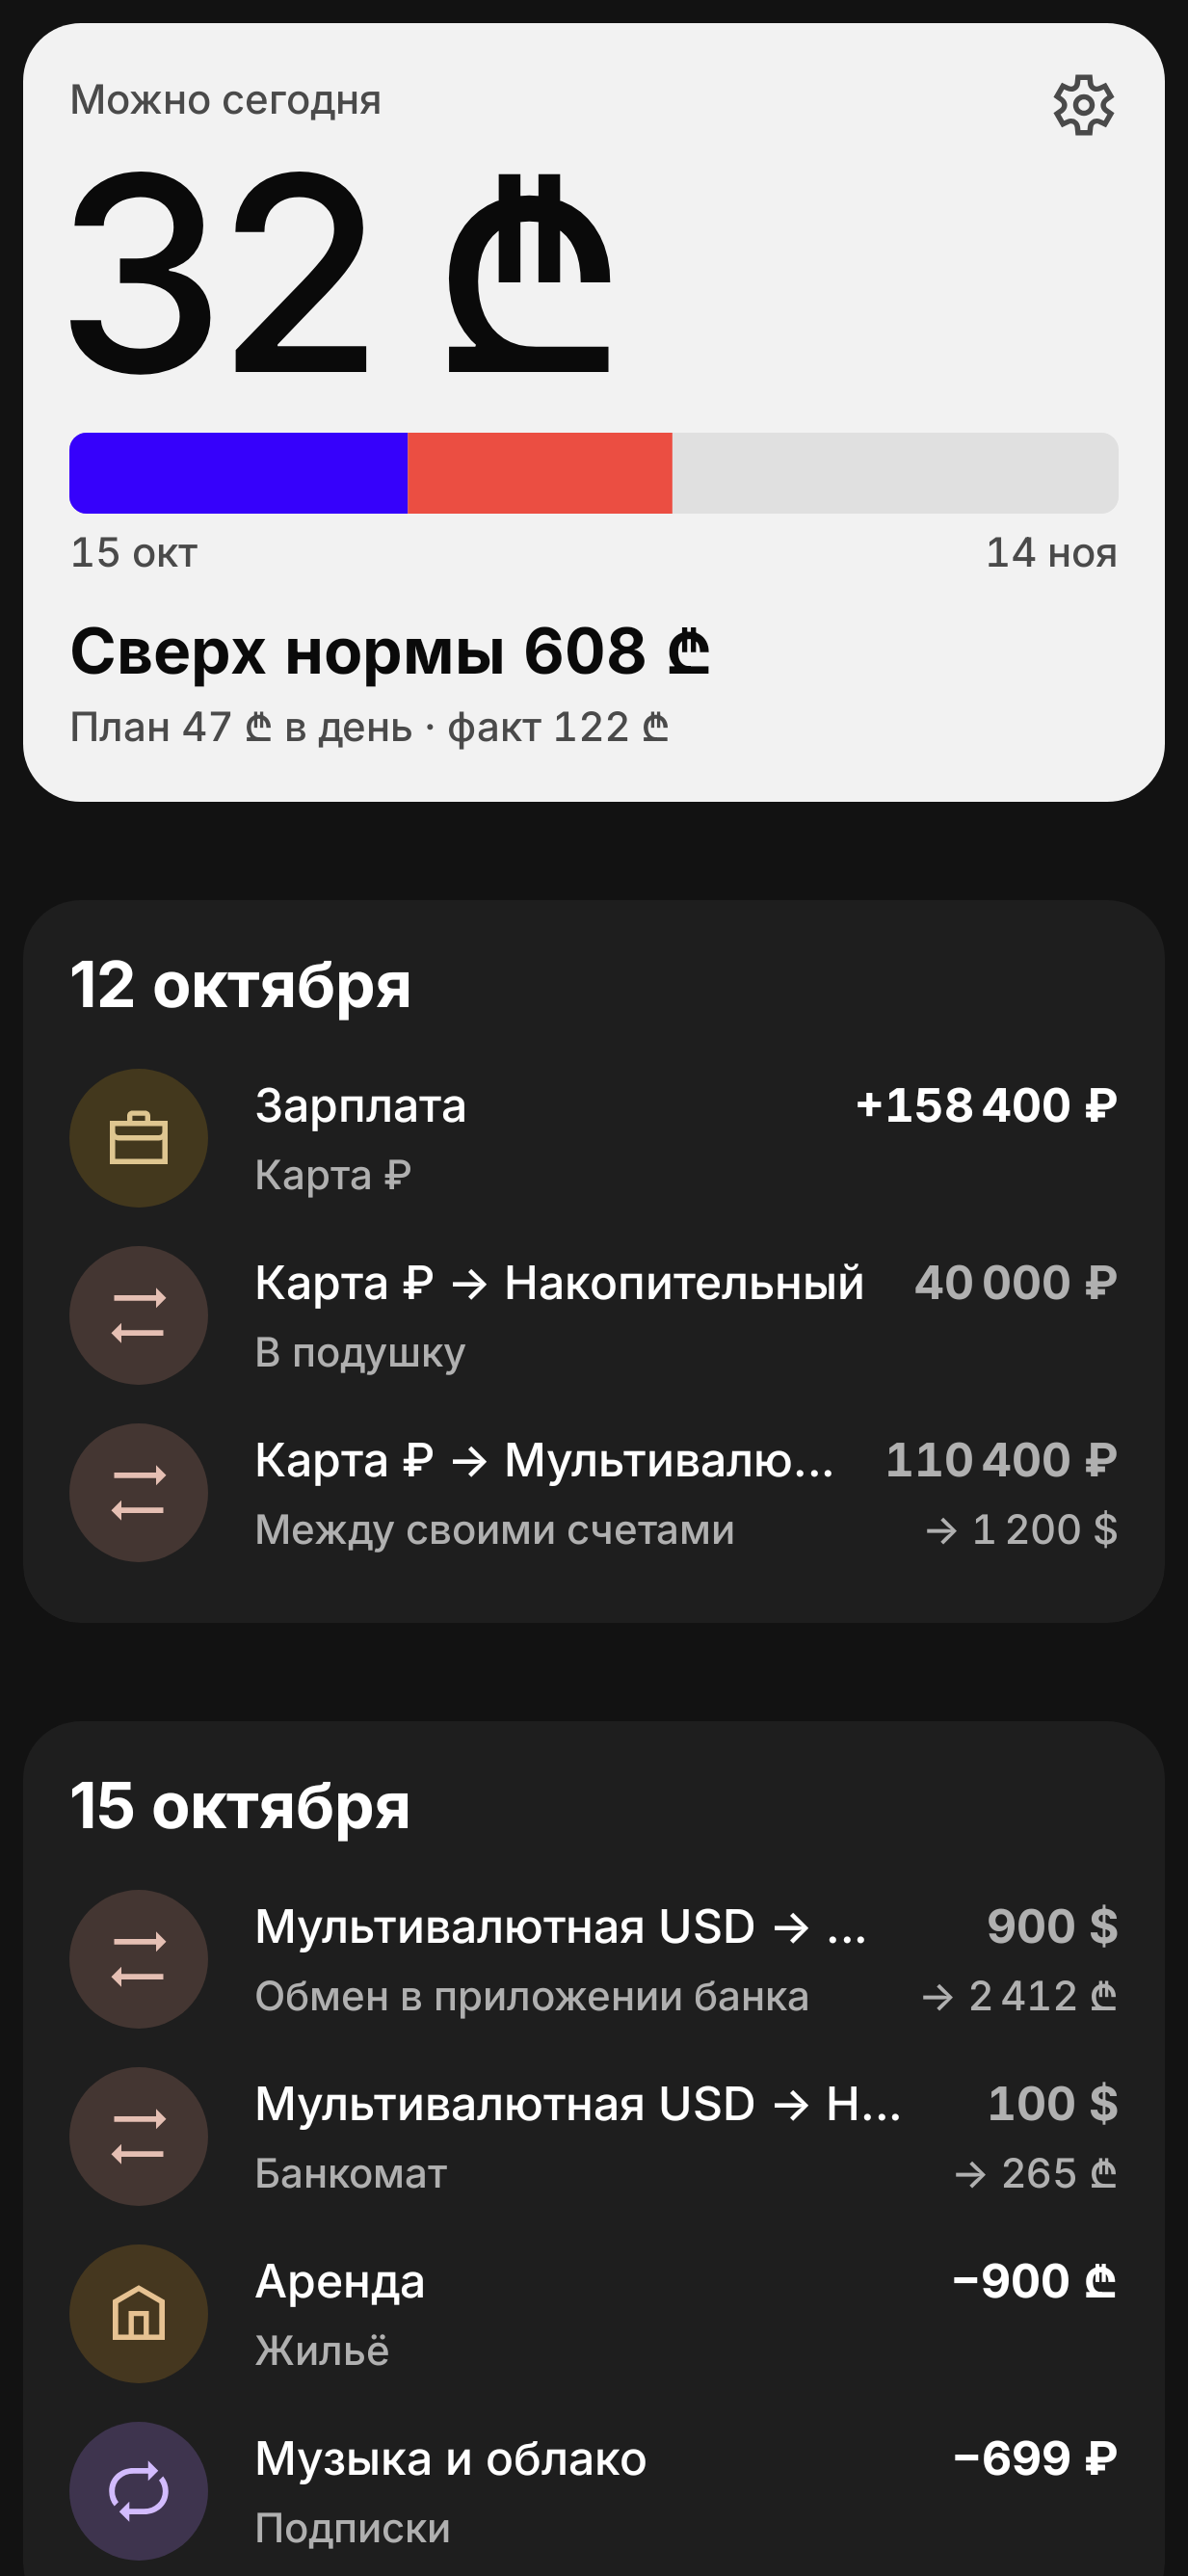 Можно сегодня
32 ₾
15 окт 14 ноя
Сверх нормы 608 ₾
План 47 ₾ в день · факт 122 ₾
12 октября
Зарплата +158 400 ₽
Карта ₽
Карта ₽ → Накопительный 40 000 ₽
В подушку
Карта ₽ → Мультивалю... 110 400 ₽
Между своими счетами → 1 200 $
15 октября
Мультивалютная USD → ... 900 $
Обмен в приложении банка → 2 412 ₾
Мультивалютная USD → Н... 100 $
Банкомат → 265 ₾
Аренда −900 ₾
Жильё
Музыка и облако −699 ₽
Подписки